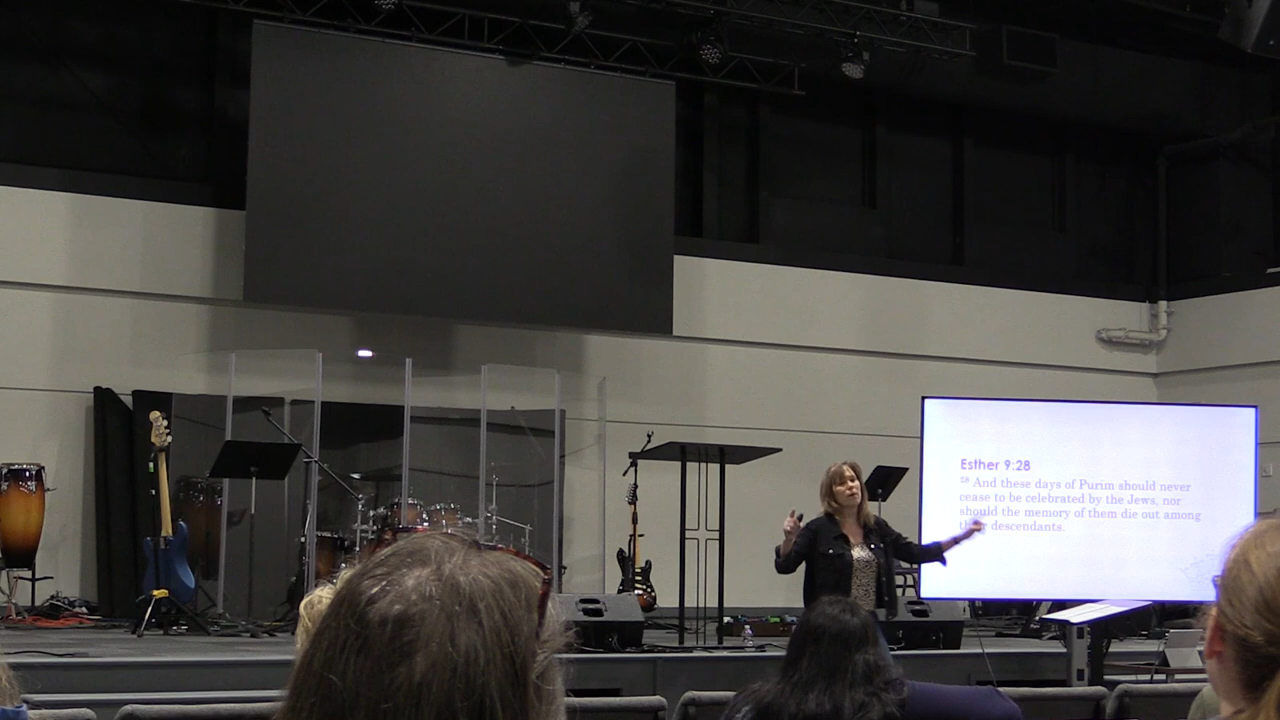 Esther 9:28
28 And these days of Purim should never
cease to be celebrated by the Jews, nor
should the memory of them die out among
their descendants.